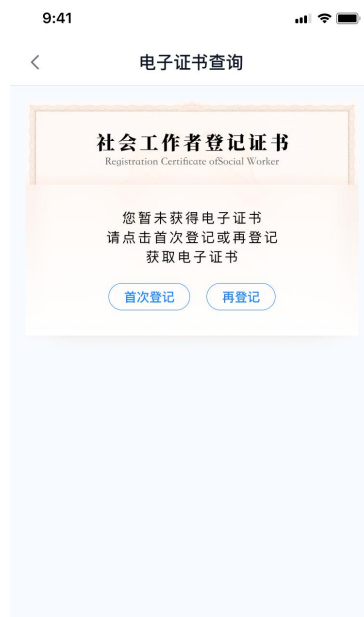 9:41
电子证书查询
社会工作者登记证书
Registration Certificate ofSocial Worker
您暂未获得电子证书
请点击首次登记或再登记
获取电子证书
首次登记
再登记